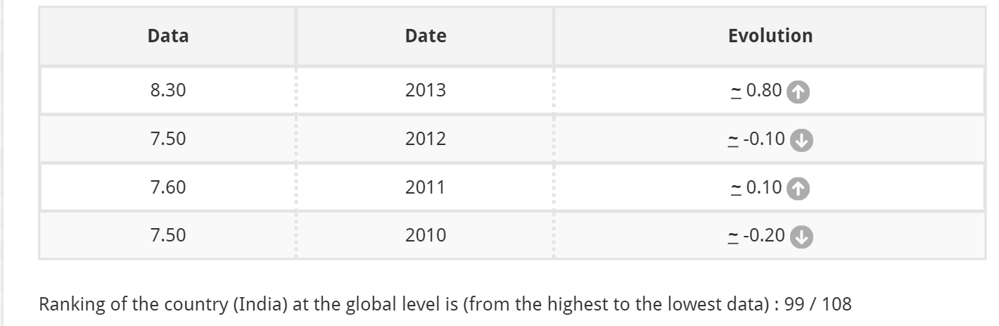 Data Date Evolution
8.30 2013 ~ 0.80
7.50 2012 ~ -0.10
7.60 2011 ~ 0.10
7.50 2010 ~ -0.20
Ranking of the country (India) at the global level is (from the highest to the lowest data) : 99 / 108